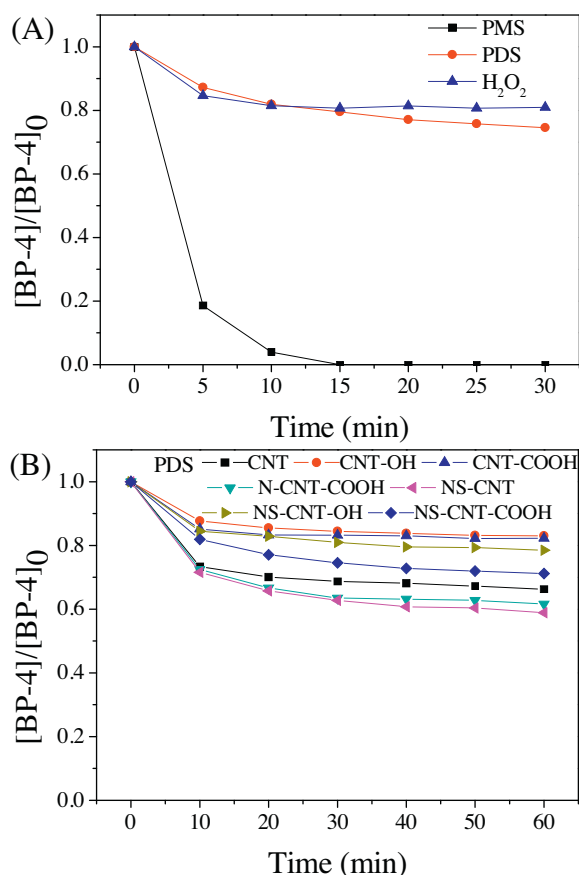 (A)
PMS
PDS
H₂O₂
[BP-4]/[BP-4]₀
1.0
0.8
0.6
0.4
0.2
0.0
0 5 10 15 20 25 30
Time (min)
(B)
PDS CNT CNT-OH CNT-COOH
N-CNT-COOH NS-CNT
NS-CNT-OH NS-CNT-COOH
[BP-4]/[BP-4]₀
1.0
0.8
0.6
0.4
0.2
0.0
0 10 20 30 40 50 60
Time (min)